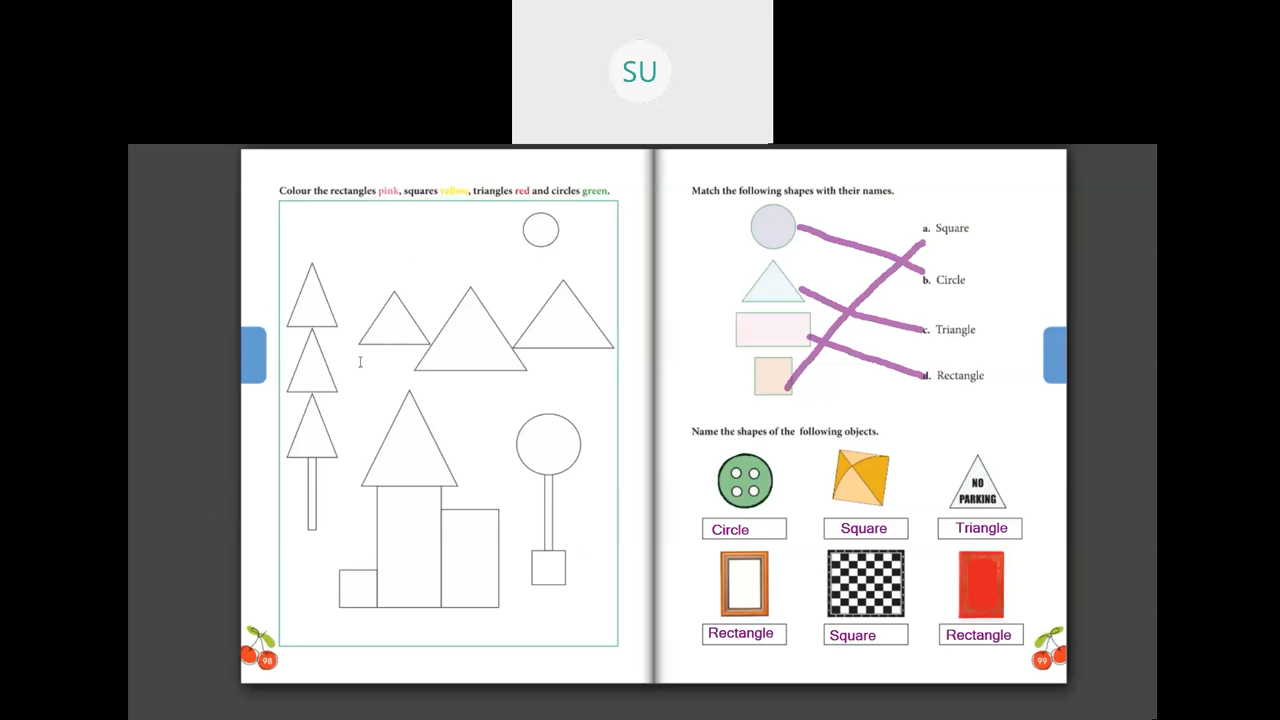 SU
Colour the rectangles pink, squares yellow, triangles red and circles green.
98
Match the following shapes with their names.
a. Square
b. Circle
c. Triangle
d. Rectangle
Name the shapes of the following objects.
NO
PARKING
Circle Square Triangle
Rectangle Square Rectangle
99